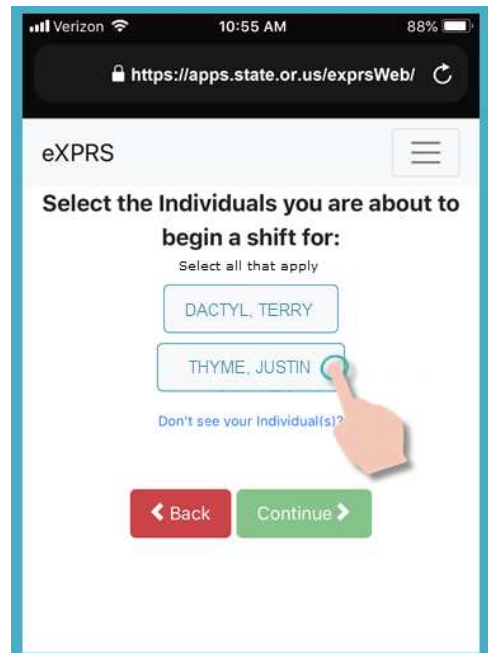 Verizon 10:55 AM 88%
https://apps.state.or.us/exprsWeb/
eXPRS
Select the Individuals you are about to
begin a shift for:
Select all that apply
DACTYL, TERRY
THYME, JUSTIN
Don't see your Individual(s)?
Back Continue